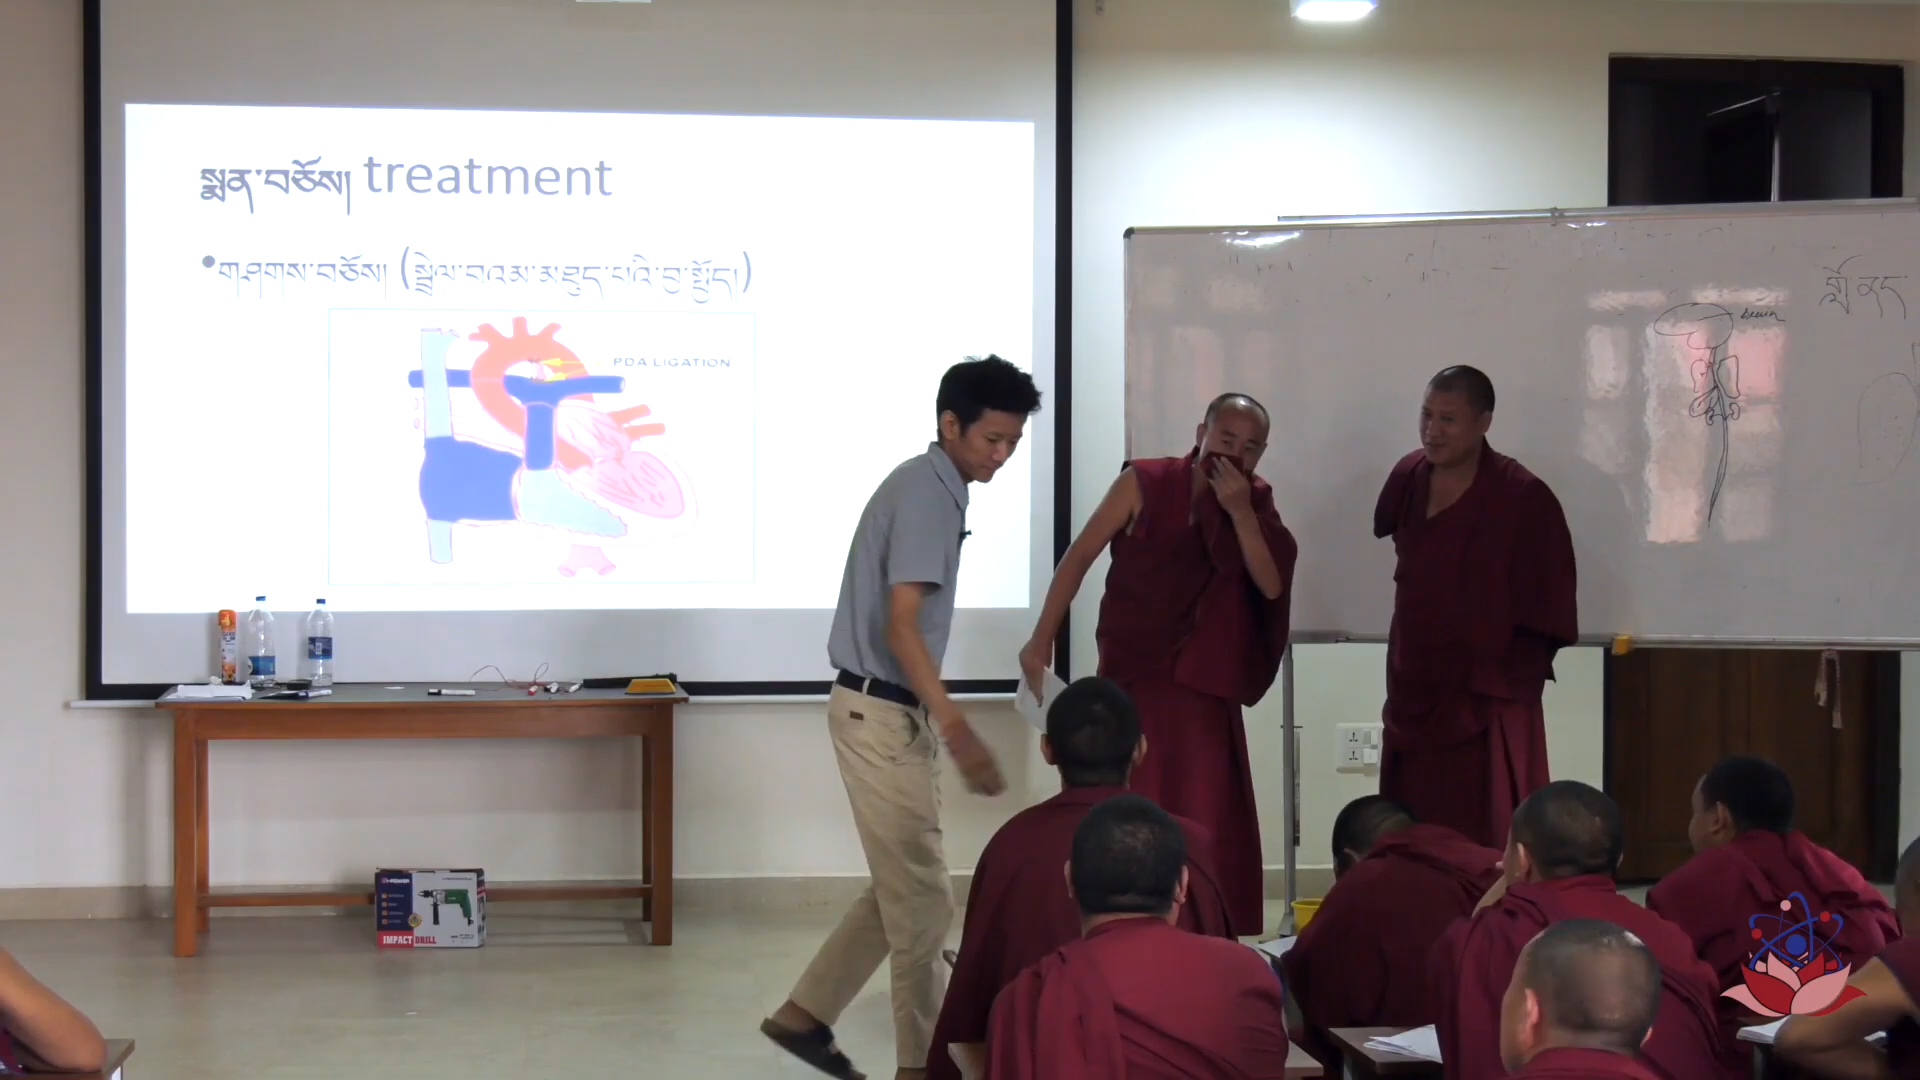 སྨན་བཅོས། treatment
•གཤགས་བཅོས། (སྦྲེལ་བའམ་མཐུད་པའི་བྱ་སྤྱོད།)
PDA LIGATION
IMPACT DRILL